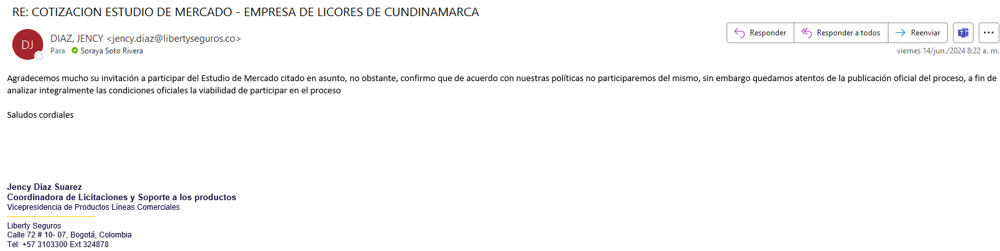 RE: COTIZACION ESTUDIO DE MERCADO - EMPRESA DE LICORES DE CUNDINAMARCA
DJ
DIAZ, JENCY <jency.diaz@libertyseguros.co>
Para Soraya Soto Rivera
Responder
Responder a todos
Reenviar
viernes 14/jun./2024 8:22 a. m.
Agradecemos mucho su invitación a participar del Estudio de Mercado citado en asunto, no obstante, confirmo que de acuerdo con nuestras políticas no participaremos del mismo, sin embargo quedamos atentos de la publicación oficial del proceso, a fin de
analizar integralmente las condiciones oficiales la viabilidad de participar en el proceso
Saludos cordiales
Jency Diaz Suarez
Coordinadora de Licitaciones y Soporte a los productos
Vicepresidencia de Productos Líneas Comerciales
Liberty Seguros
Calle 72 # 10- 07, Bogotá, Colombia
Tel: +57 3103300 Ext 324878